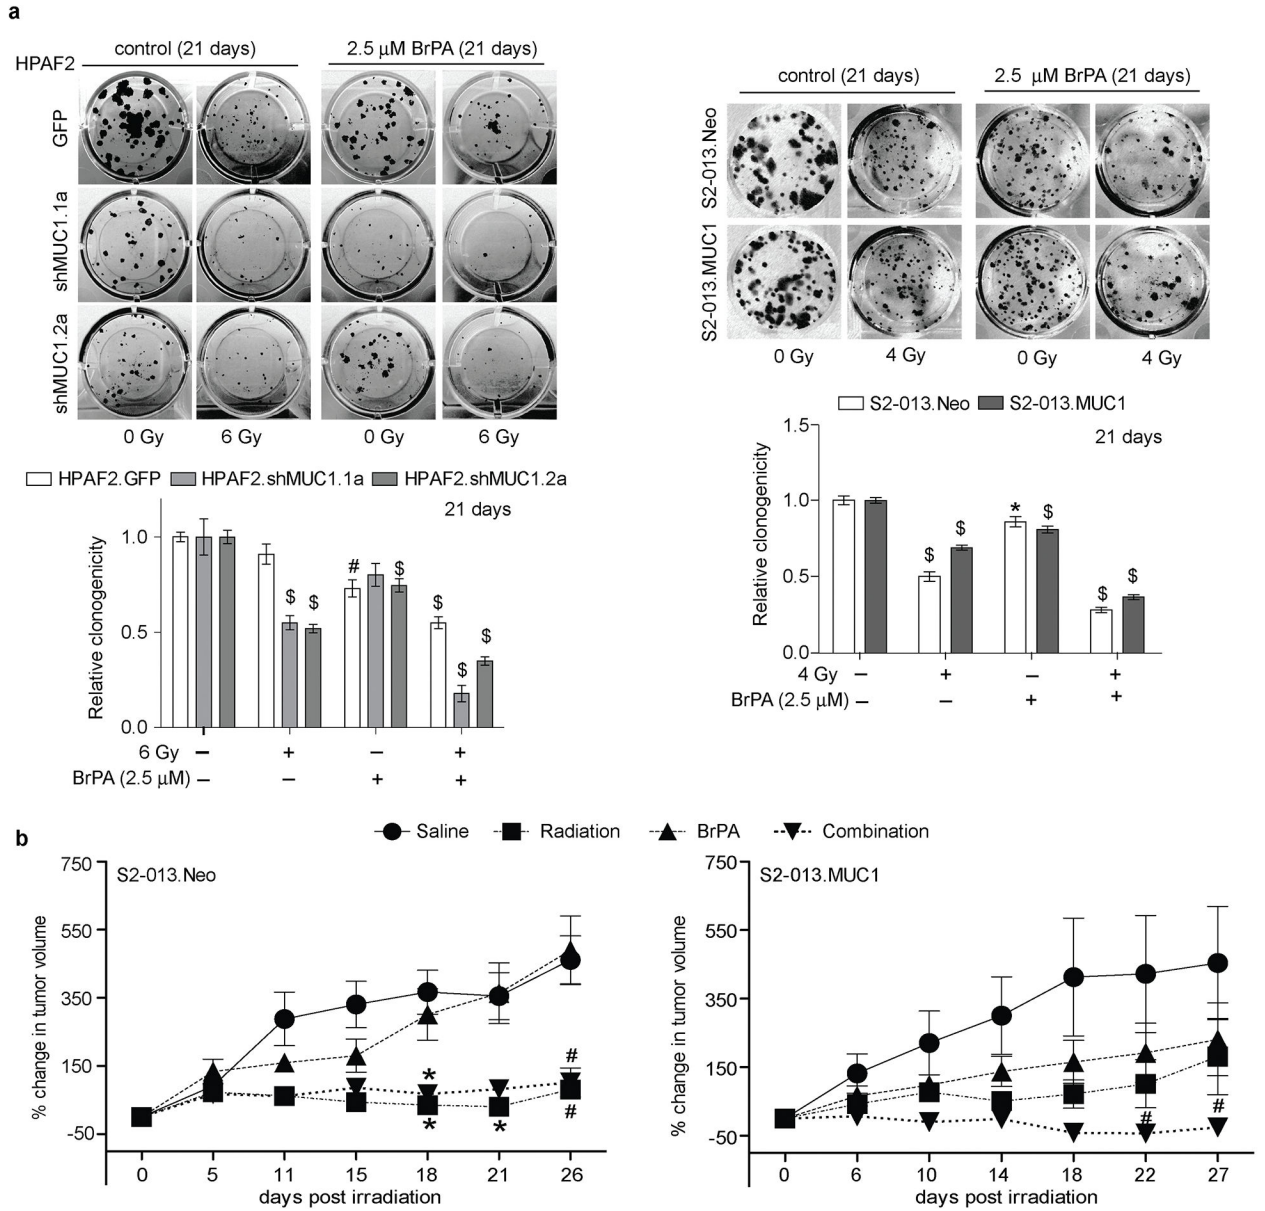 a
HPAF2
control (21 days)
2.5 μM BrPA (21 days)
GFP
shMUC1.1a
shMUC1.2a
0 Gy
6 Gy
0 Gy
6 Gy
HPAF2.GFP
HPAF2.shMUC1.1a
HPAF2.shMUC1.2a
21 days
Relative clonogenicity
1.0
0.5
0.0
$ $
# $
$ $ $
6 Gy – + – +
BrPA (2.5 μM) – – + +
control (21 days)
2.5 μM BrPA (21 days)
S2-013.Neo
S2-013.MUC1
0 Gy
4 Gy
0 Gy
4 Gy
S2-013.Neo
S2-013.MUC1
21 days
Relative clonogenicity
1.5
1.0
0.5
0.0
$ $
* $
$ $
4 Gy – + – +
BrPA (2.5 μM) – – + +
b
Saline
Radiation
BrPA
Combination
S2-013.Neo
% change in tumor volume
750
550
350
150
-50
* #
* * #
0 5 11 15 18 21 26
days post irradiation
S2-013.MUC1
% change in tumor volume
750
550
350
150
-50
# #
0 6 10 14 18 22 27
days post irradiation